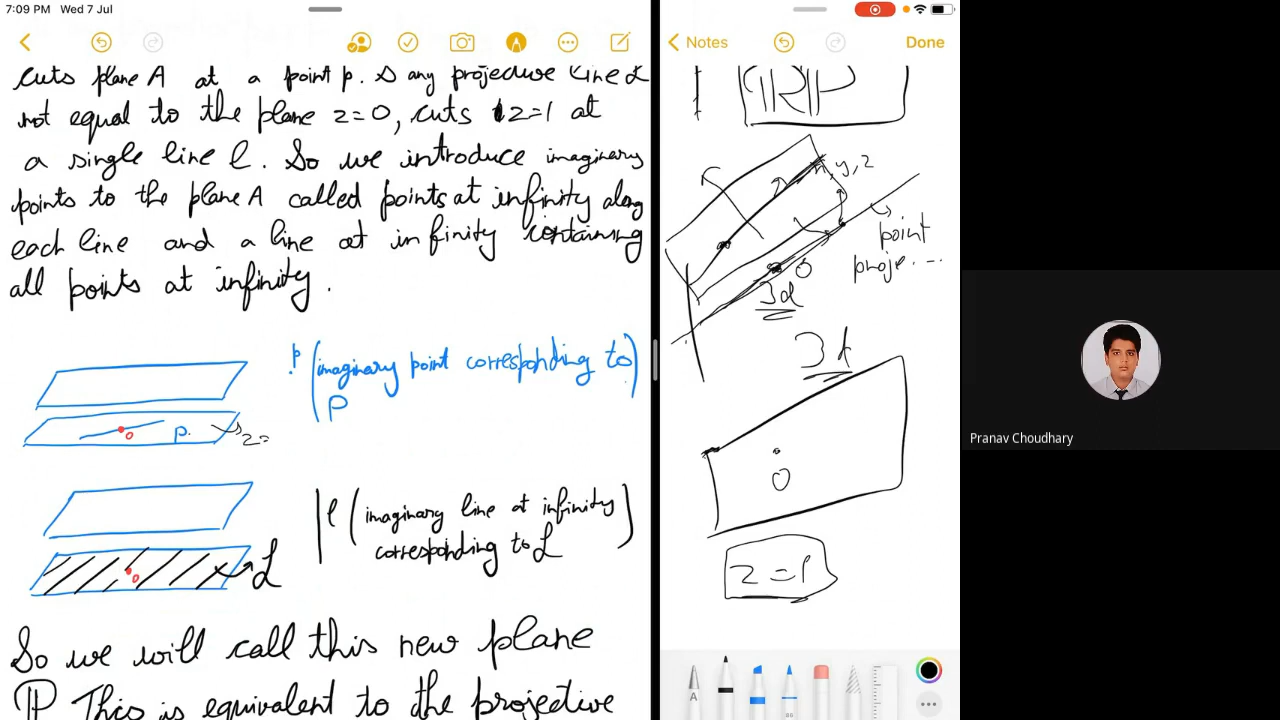 7:09 PM Wed 7 Jul
cuts plane A at a point p. So any projective line L
not equal to the plane z=0, cuts z=1 at
a single line l. So we introduce imaginary
points to the plane A called points at infinity along
each line and a line at infinity containing
all points at infinity.
P (imaginary point corresponding to
P
P.
O
z=
l (imaginary line at infinity
corresponding to L)
O
L
So we will call this new plane
P This is equivalent to the projective
Notes
Done
RP
x, y, z
point
proje....
O
3d
3d
O
z=1
Pranav Choudhary